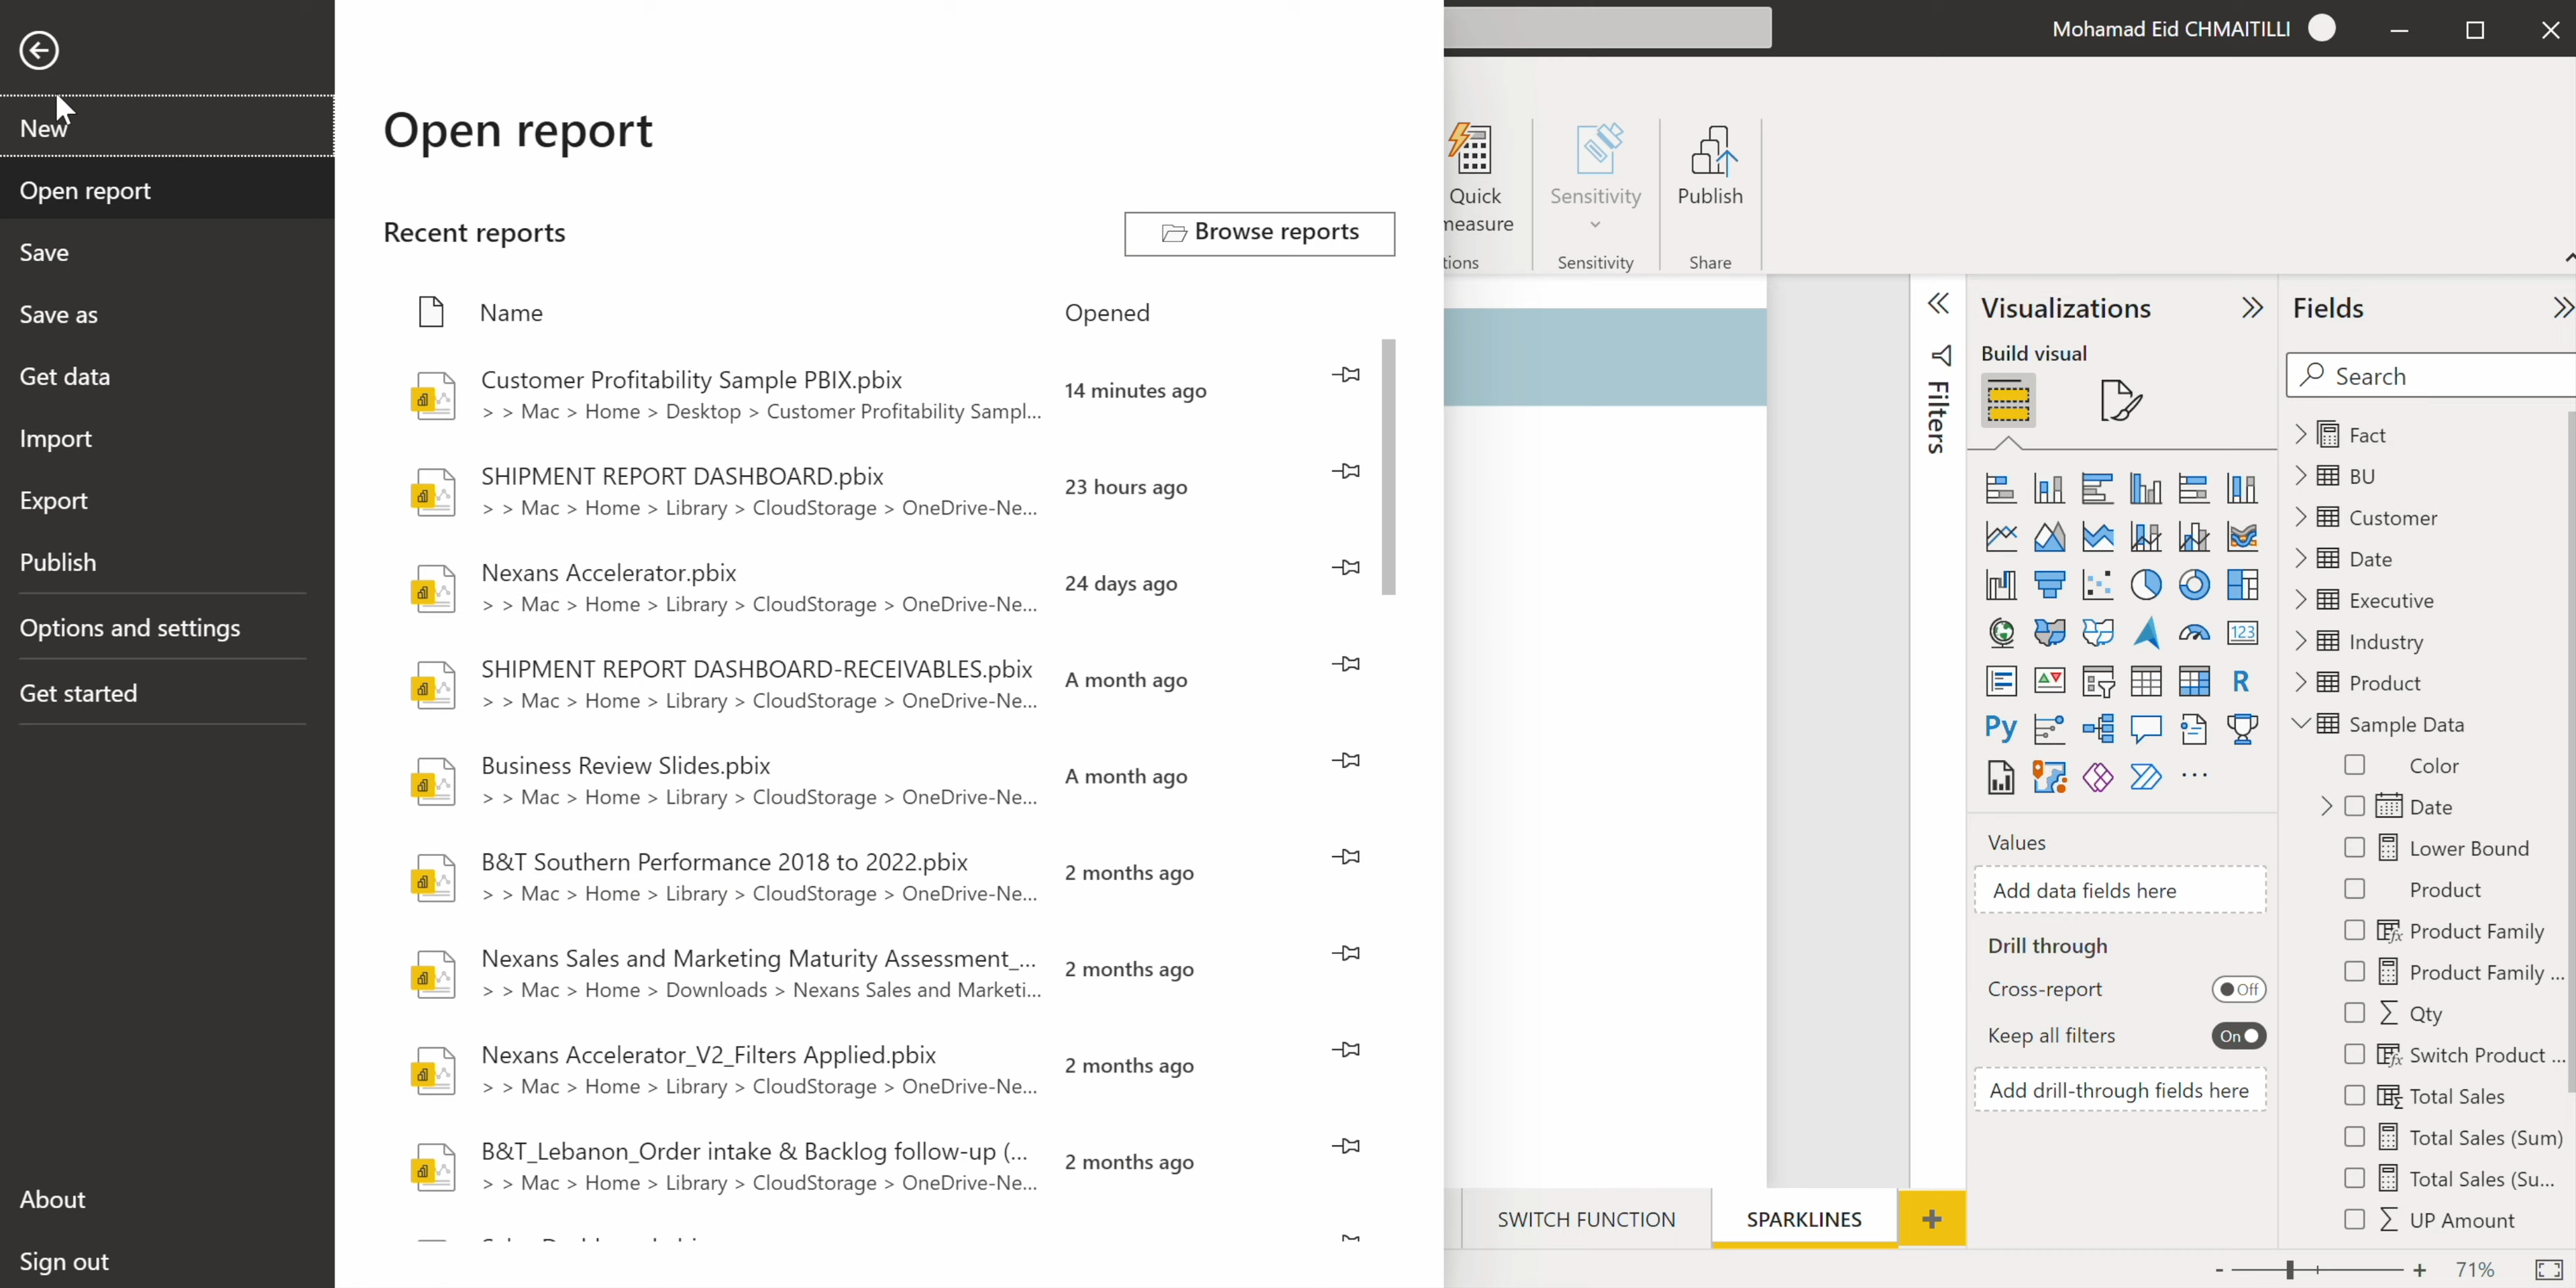 Mohamad Eid CHMAITILLI
New
Open report
Save
Save as
Get data
Import
Export
Publish
Options and settings
Get started
About
Sign out
Open report
Recent reports
Browse reports
Name Opened
Customer Profitability Sample PBIX.pbix
> > Mac > Home > Desktop > Customer Profitability Sampl...
14 minutes ago
SHIPMENT REPORT DASHBOARD.pbix
> > Mac > Home > Library > CloudStorage > OneDrive-Ne...
23 hours ago
Nexans Accelerator.pbix
> > Mac > Home > Library > CloudStorage > OneDrive-Ne...
24 days ago
SHIPMENT REPORT DASHBOARD-RECEIVABLES.pbix
> > Mac > Home > Library > CloudStorage > OneDrive-Ne...
A month ago
Business Review Slides.pbix
> > Mac > Home > Library > CloudStorage > OneDrive-Ne...
A month ago
B&T Southern Performance 2018 to 2022.pbix
> > Mac > Home > Library > CloudStorage > OneDrive-Ne...
2 months ago
Nexans Sales and Marketing Maturity Assessment_...
> > Mac > Home > Downloads > Nexans Sales and Marketi...
2 months ago
Nexans Accelerator_V2_Filters Applied.pbix
> > Mac > Home > Library > CloudStorage > OneDrive-Ne...
2 months ago
B&T_Lebanon_Order intake & Backlog follow-up (...
> > Mac > Home > Library > CloudStorage > OneDrive-Ne...
2 months ago
Quick
measure
Sensitivity
Publish
tions
Sensitivity
Share
Filters
Visualizations
Build visual
123
R
Py
...
Values
Add data fields here
Drill through
Cross-report Off
Keep all filters On
Add drill-through fields here
Fields
Search
Fact
BU
Customer
Date
Executive
Industry
Product
Sample Data
Color
Date
Lower Bound
Product
Product Family
Product Family ...
Qty
Switch Product ...
Total Sales
Total Sales (Sum)
Total Sales (Su...
UP Amount
SWITCH FUNCTION
SPARKLINES
+
- + 71%